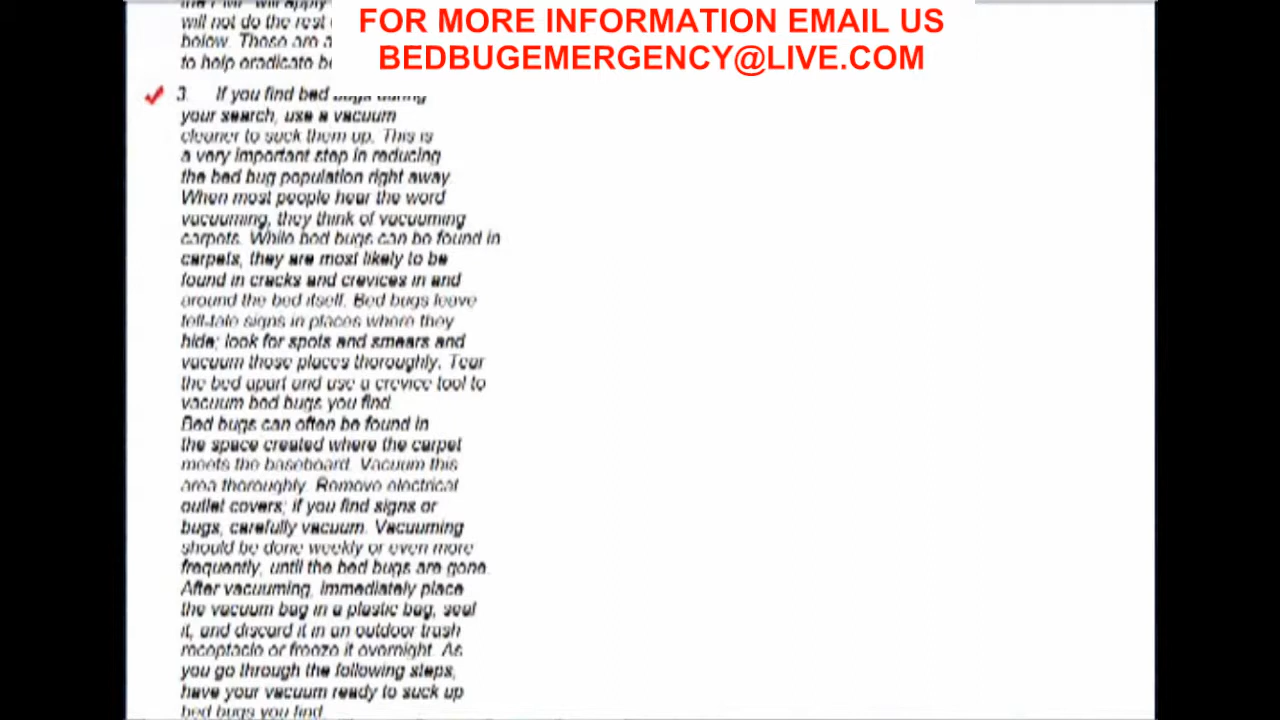 FOR MORE INFORMATION EMAIL US
BEDBUGEMERGENCY@LIVE.COM
will not do the rest
below. These are a
to help eradicate be
3. If you find bed bugs during
your search, use a vacuum
cleaner to suck them up. This is
a very important step in reducing
the bed bug population right away
When most people hear the word
vacuuming, they think of vacuuming
carpets. While bed bugs can be found in
carpets, they are most likely to be
found in cracks and crevices in and
around the bed itself. Bed bugs leave
tell-tale signs in places where they
hide; look for spots and smears and
vacuum those places thoroughly. Tear
the bed apart and use a crevice tool to
vacuum bed bugs you find.
Bed bugs can often be found in
the space created where the carpet
meets the baseboard. Vacuum this
area thoroughly. Remove electrical
outlet covers; if you find signs or
bugs, carefully vacuum. Vacuuming
should be done weekly or even more
frequently, until the bed bugs are gone.
After vacuuming, immediately place
the vacuum bag in a plastic bag, seal
it, and discard it in an outdoor trash
receptacle or freeze it overnight. As
you go through the following steps,
have your vacuum ready to suck up
bed bugs you find.